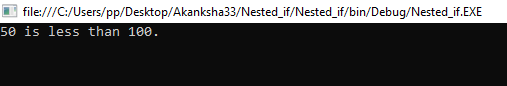 file:///C:/Users/pp/Desktop/Akanksha33/Nested_if/Nested_if/bin/Debug/Nested_if.EXE
50 is less than 100.